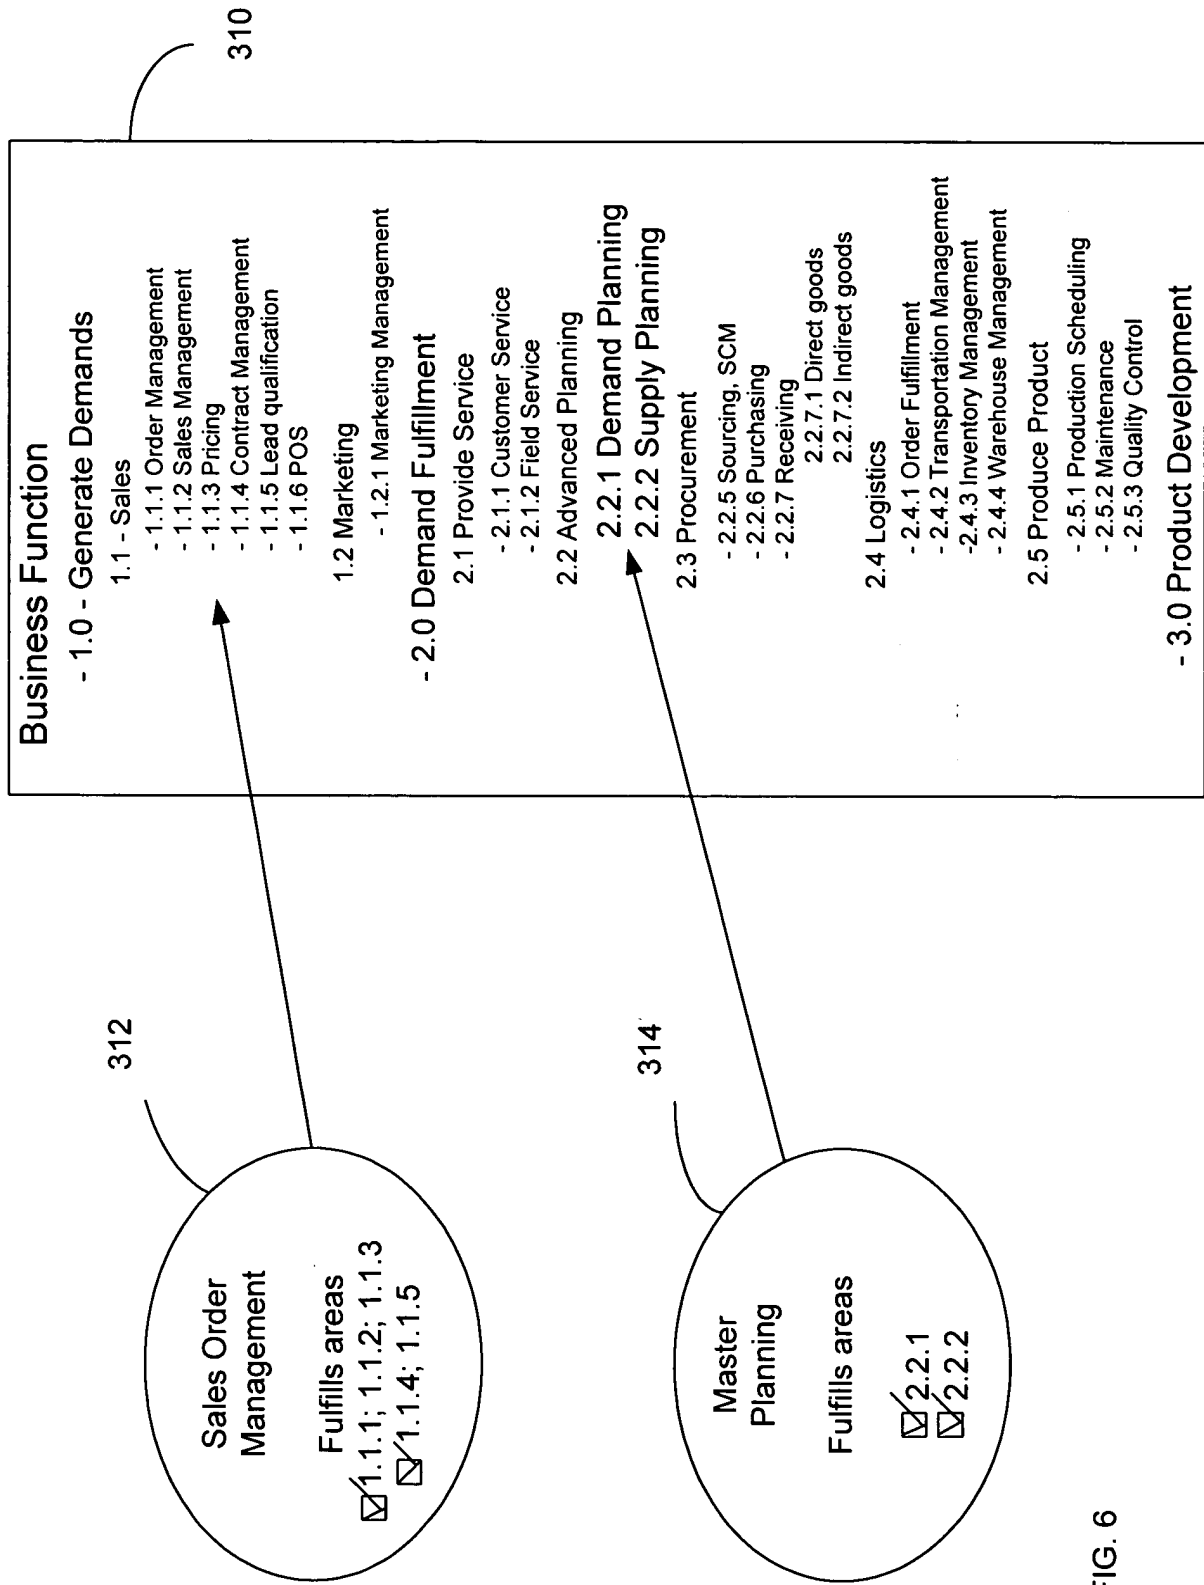 310
Business Function
- 1.0 - Generate Demands
1.1 - Sales
- 1.1.1 Order Management
- 1.1.2 Sales Management
- 1.1.3 Pricing
- 1.1.4 Contract Management
- 1.1.5 Lead qualification
- 1.1.6 POS
1.2 Marketing
- 1.2.1 Marketing Management
- 2.0 Demand Fulfillment
2.1 Provide Service
- 2.1.1 Customer Service
- 2.1.2 Field Service
2.2 Advanced Planning
2.2.1 Demand Planning
2.2.2 Supply Planning
2.3 Procurement
- 2.2.5 Sourcing, SCM
- 2.2.6 Purchasing
- 2.2.7 Receiving
2.2.7.1 Direct goods
2.2.7.2 Indirect goods
2.4 Logistics
- 2.4.1 Order Fulfillment
- 2.4.2 Transportation Management
-2.4.3 Inventory Management
- 2.4.4 Warehouse Management
2.5 Produce Product
- 2.5.1 Production Scheduling
- 2.5.2 Maintenance
- 2.5.3 Quality Control
- 3.0 Product Development
312
Sales Order
Management
Fulfills areas
☑1.1.1; 1.1.2; 1.1.3
☑1.1.4; 1.1.5
314
Master
Planning
Fulfills areas
☑2.2.1
☑2.2.2
FIG. 6